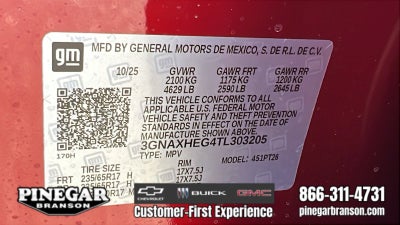 gm
MFD BY GENERAL MOTORS DE MEXICO, S. DE R.L. DE C.V.
10/25 GVWR GAWR FRT GAWR RR
2100 KG 1175 KG 1200 KG
4629 LB 2590 LB 2645 LB
THIS VEHICLE CONFORMS TO ALL
APPLICABLE U.S. FEDERAL MOTOR
VEHICLE SAFETY AND THEFT
PREVENTION STANDARDS IN EFFECT
ON THE DATE OF MANUFACTURE
SHOWN ABOVE.
3GNAXHEG4TL303205
TYPE: MPV MODEL: 451PT26
170H
TIRE SIZE RIM
FRT 235/65R17 H 17X7.5J
235/65R17 H 17X7.5J
PINEGAR
BRANSON
CHEVROLET BUICK GMC
Customer-First Experience
866-311-4731
pinegarbranson.com